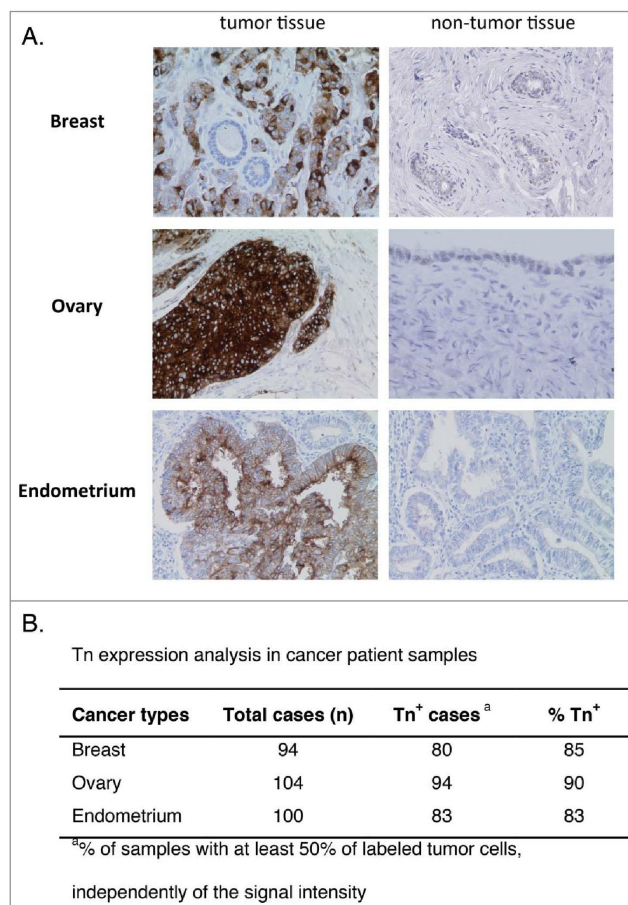 tumor tissue non-tumor tissue
A.
Breast
Ovary
Endometrium
B.
Tn expression analysis in cancer patient samples
Cancer types Total cases (n) Tn+ cases a % Tn+
Breast 94 80 85
Ovary 104 94 90
Endometrium 100 83 83
a% of samples with at least 50% of labeled tumor cells,
independently of the signal intensity